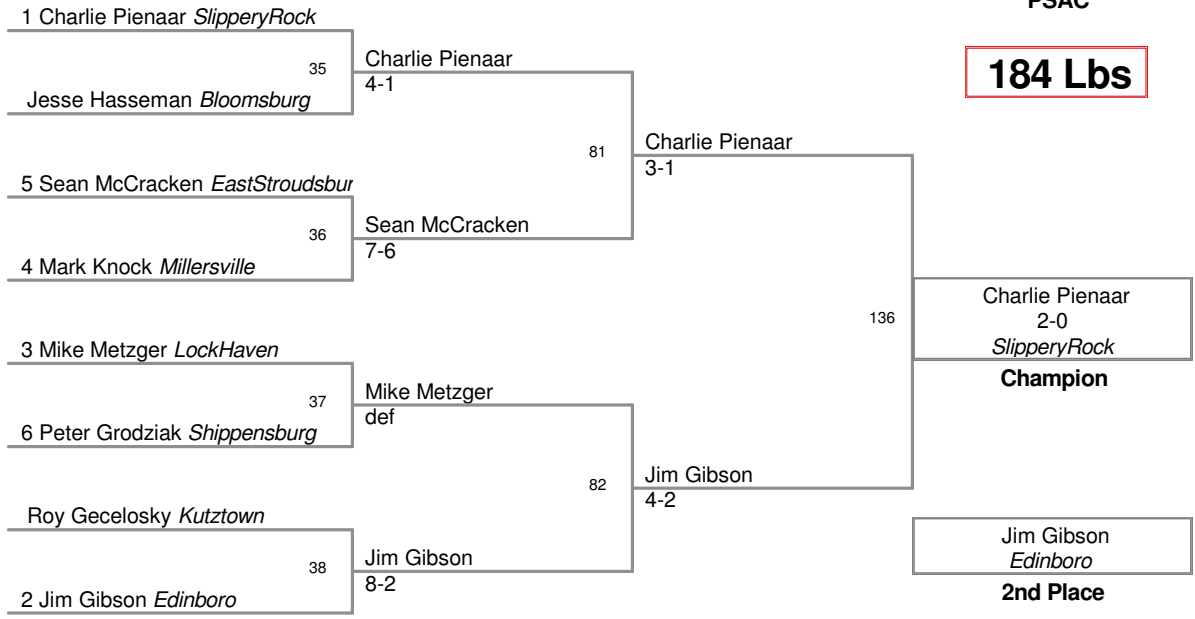 PSAC
184 Lbs
1 Charlie Pienaar SlipperyRock
35
Jesse Hasseman Bloomsburg
Charlie Pienaar
4-1
5 Sean McCracken EastStroudsbur
36
4 Mark Knock Millersville
Sean McCracken
7-6
81
Charlie Pienaar
3-1
3 Mike Metzger LockHaven
37
6 Peter Grodziak Shippensburg
Mike Metzger
def
Roy Gecelosky Kutztown
38
2 Jim Gibson Edinboro
Jim Gibson
8-2
82
Jim Gibson
4-2
136
Charlie Pienaar
2-0
SlipperyRock
Champion
Jim Gibson
Edinboro
2nd Place